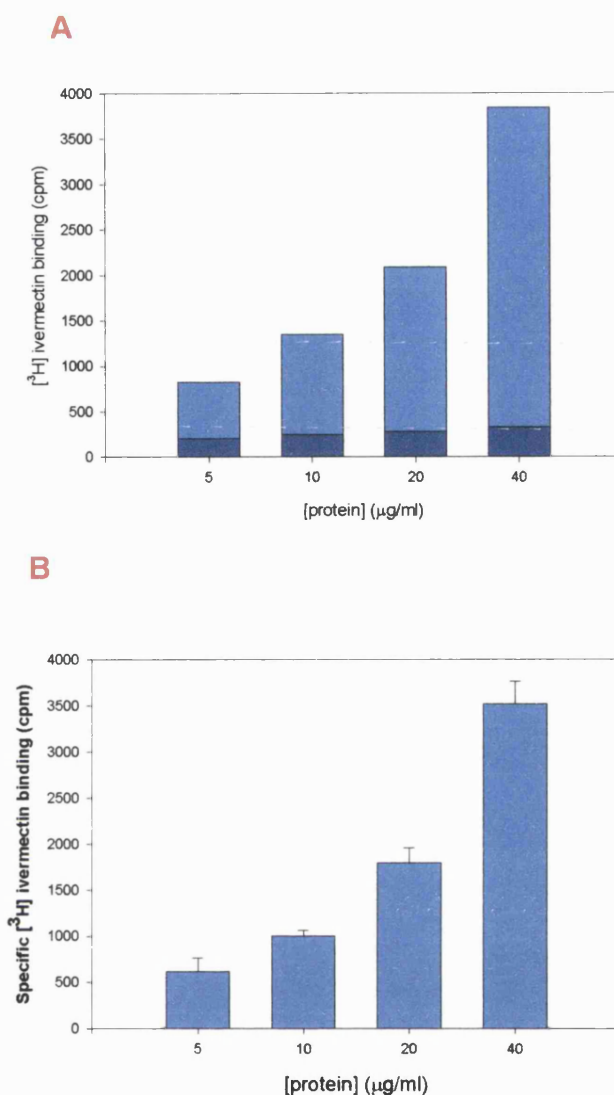 A
4000
3500
3000
2500
2000
1500
1000
500
0
[³H] ivermectin binding (cpm)
5 10 20 40
[protein] (µg/ml)
B
4000
3500
3000
2500
2000
1500
1000
500
0
Specific [³H] ivermectin binding (cpm)
5 10 20 40
[protein] (µg/ml)